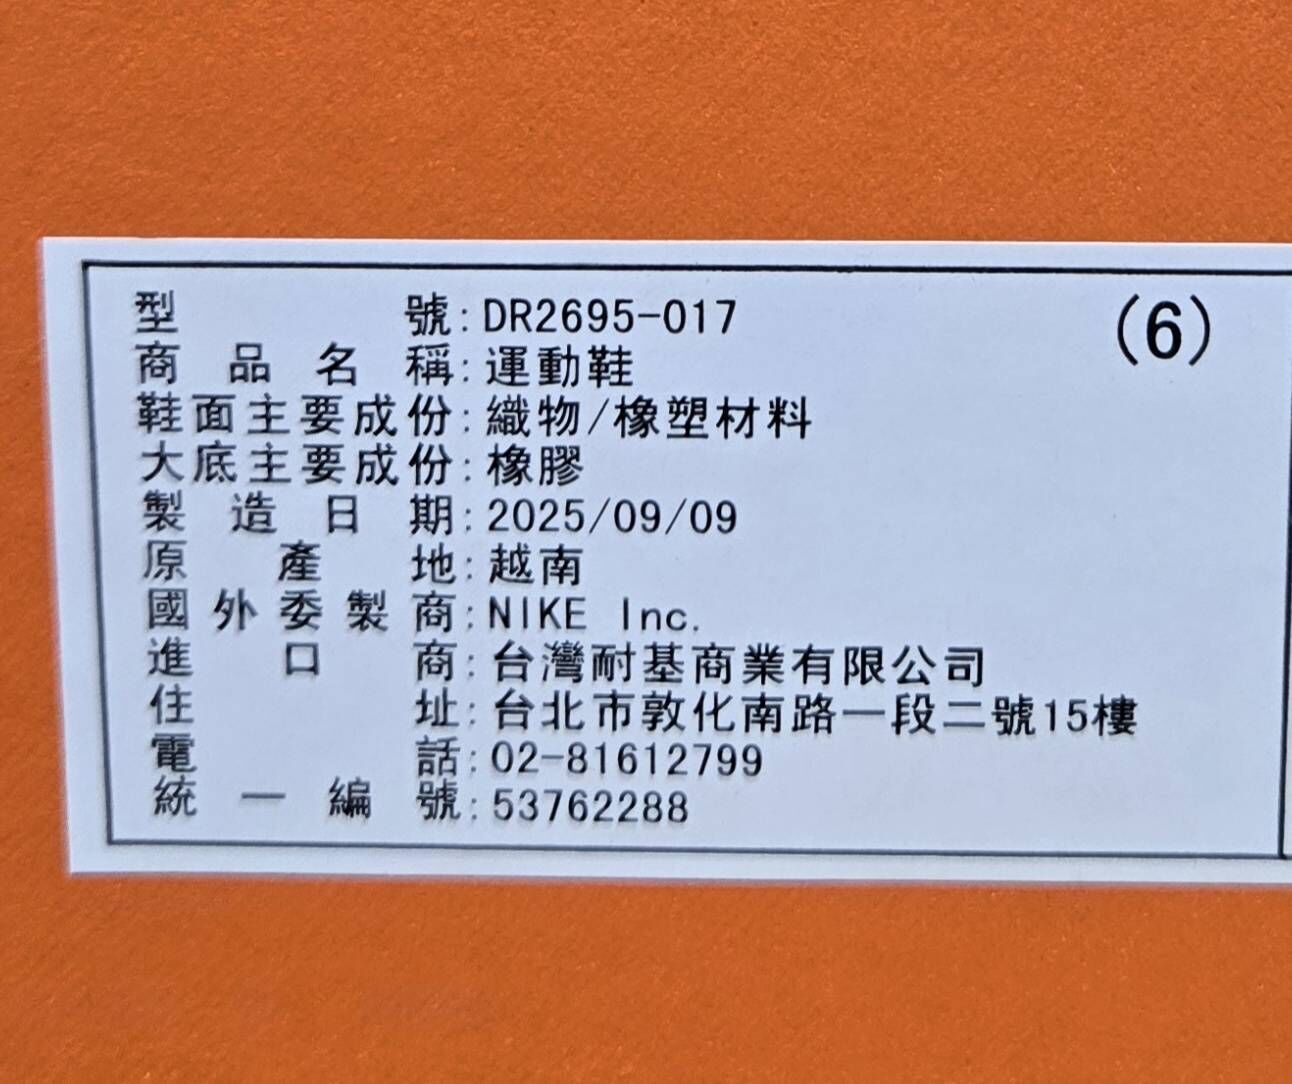 型號:DR2695-017 (6)
商品名稱:運動鞋
鞋面主要成份:織物/橡塑材料
大底主要成份:橡膠
製造日期:2025/09/09
原產地:越南
國外委製商:NIKE Inc.
進口商:台灣耐基商業有限公司
住址:台北市敦化南路一段二號15樓
電話:02-81612799
統一編號:53762288